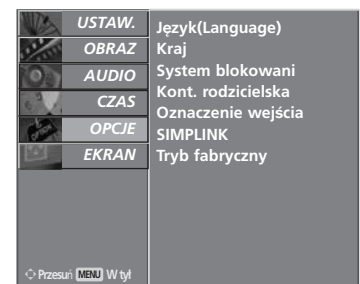 USTAW.
OBRAZ
AUDIO
CZAS
OPCJE
EKRAN
Przesuń MENU W tył
Język(Language)
Kraj
System blokowani
Kont. rodzicielska
Oznaczenie wejścia
SIMPLINK
Tryb fabryczny